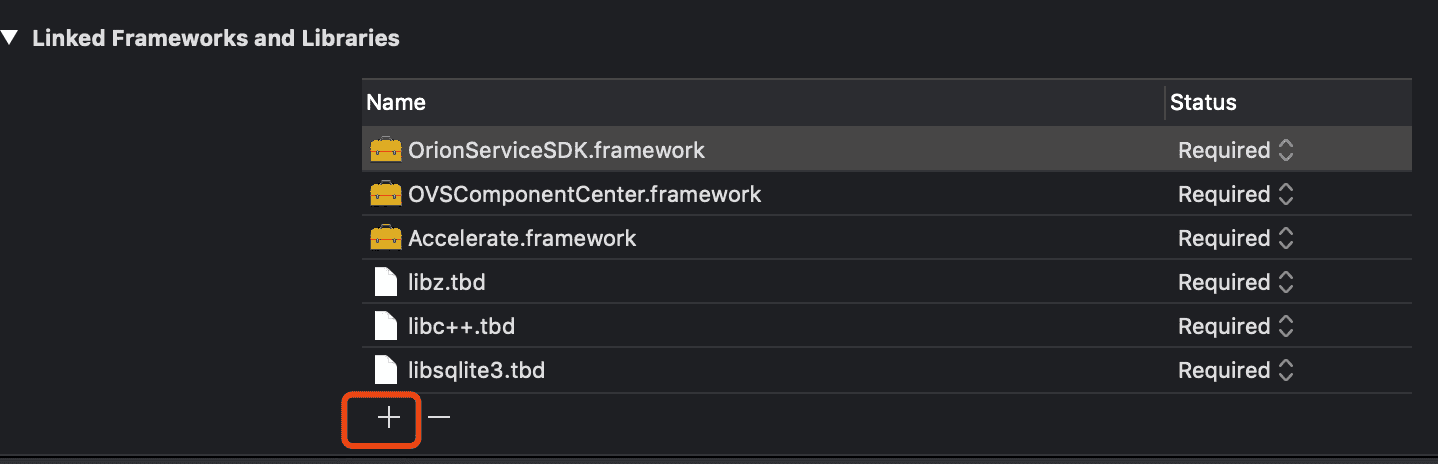 Linked Frameworks and Libraries
Name Status
OrionServiceSDK.framework Required
OVSComponentCenter.framework Required
Accelerate.framework Required
libz.tbd Required
libc++.tbd Required
libsqlite3.tbd Required